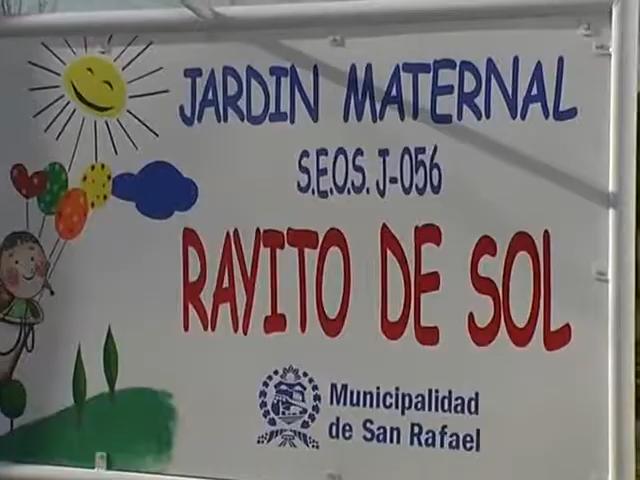 JARDIN MATERNAL
S.E.O.S. J-056
RAYITO DE SOL
Municipalidad
de San Rafael